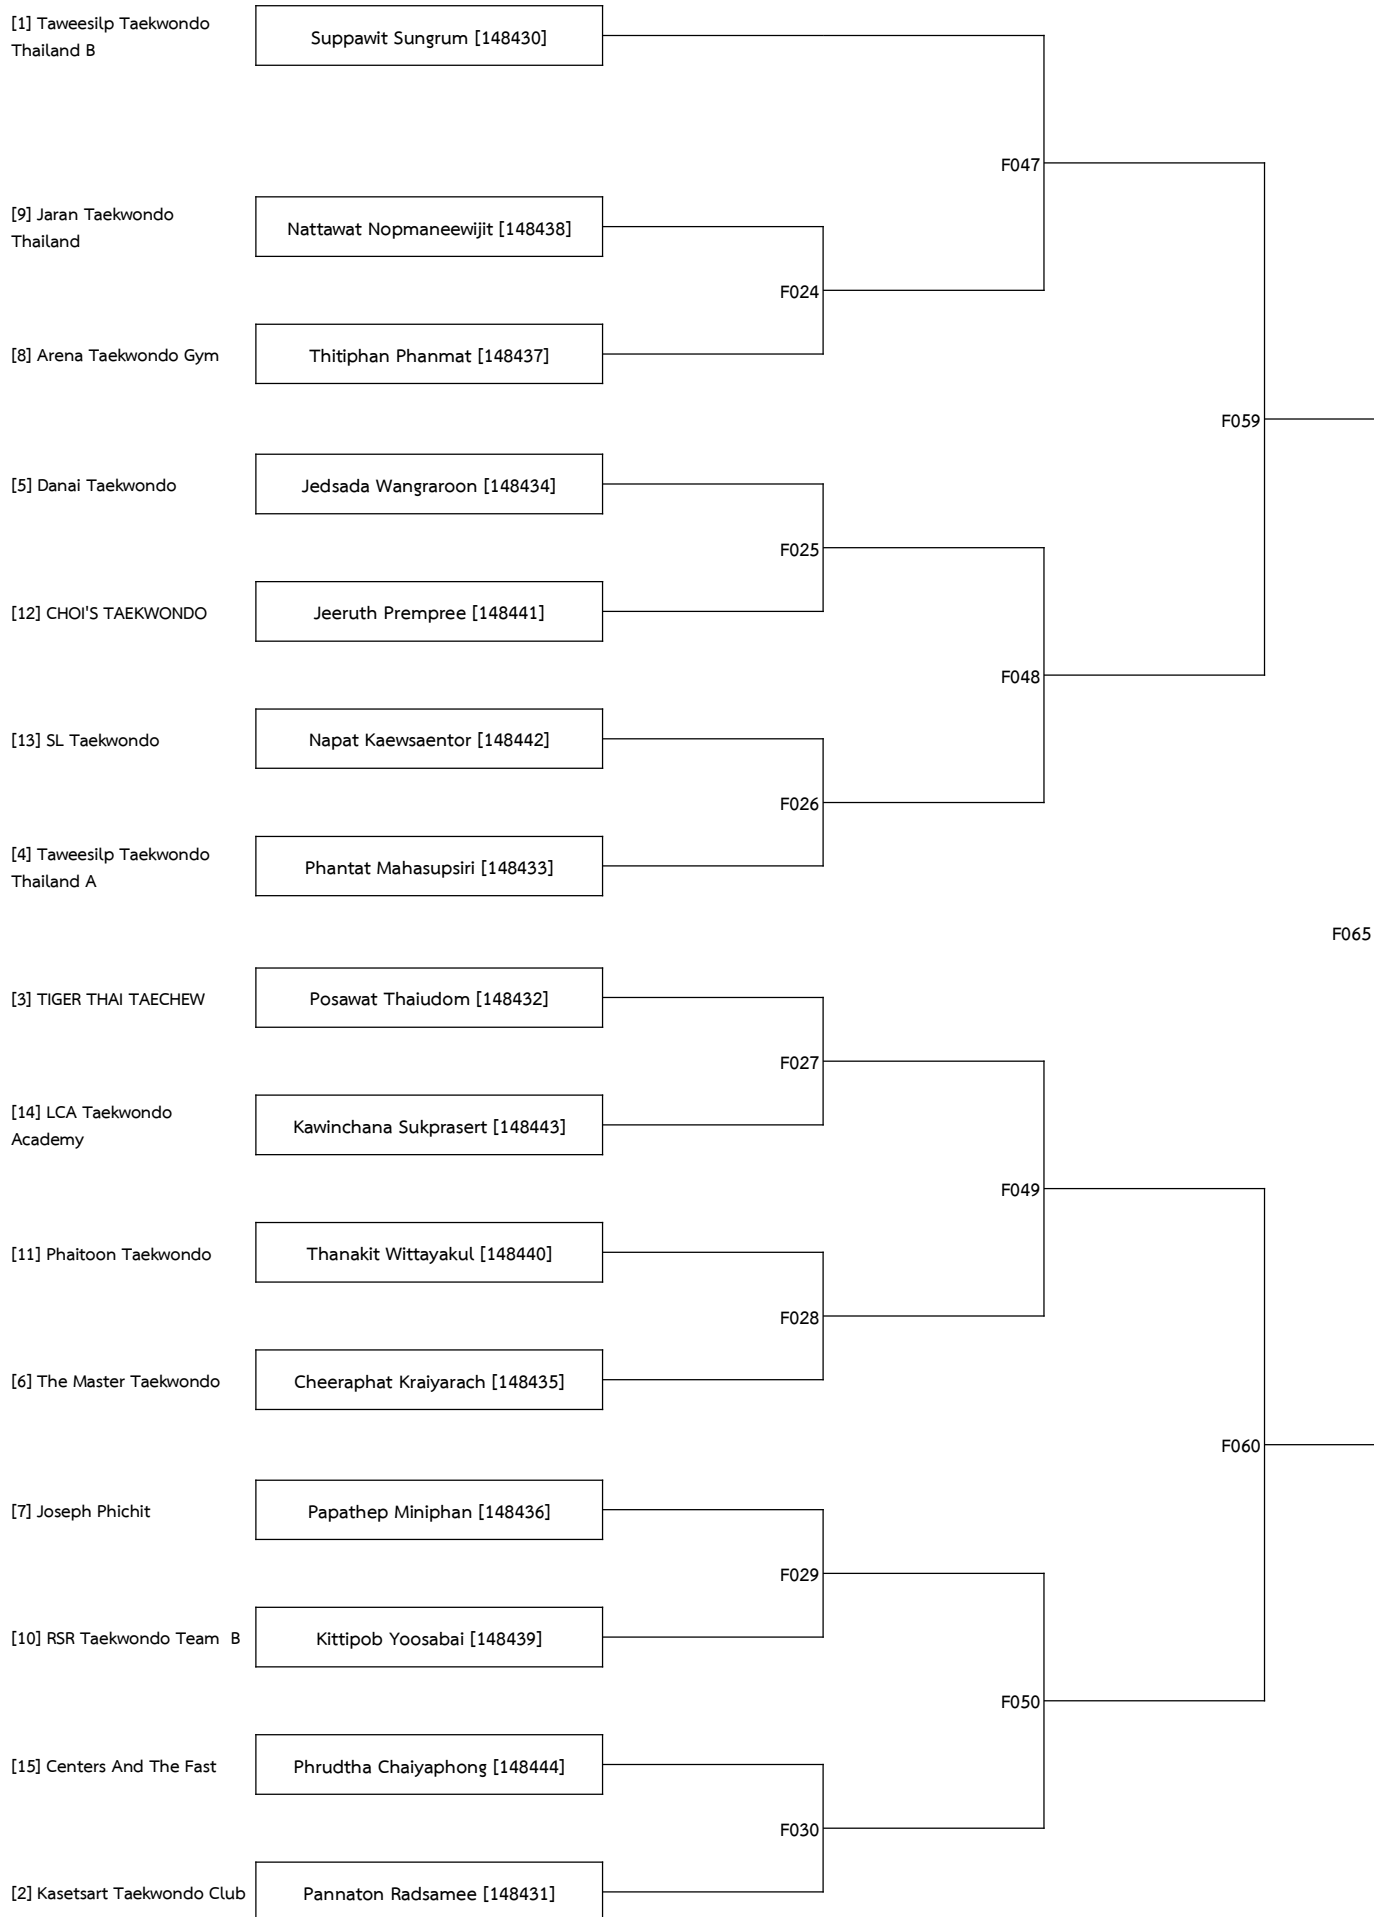 [1] Taweesilp Taekwondo
Thailand B
Suppawit Sungrum [148430]
F047
[9] Jaran Taekwondo
Thailand
Nattawat Nopmaneewijit [148438]
F024
[8] Arena Taekwondo Gym
Thitiphan Phanmat [148437]
F059
[5] Danai Taekwondo
Jedsada Wangraroon [148434]
F025
[12] CHOI'S TAEKWONDO
Jeeruth Prempree [148441]
F048
[13] SL Taekwondo
Napat Kaewsaentor [148442]
F026
[4] Taweesilp Taekwondo
Thailand A
Phantat Mahasupsiri [148433]
F065
[3] TIGER THAI TAECHEW
Posawat Thaiudom [148432]
F027
[14] LCA Taekwondo
Academy
Kawinchana Sukprasert [148443]
F049
[11] Phaitoon Taekwondo
Thanakit Wittayakul [148440]
F028
[6] The Master Taekwondo
Cheeraphat Kraiyarach [148435]
F060
[7] Joseph Phichit
Papathep Miniphan [148436]
F029
[10] RSR Taekwondo Team  B
Kittipob Yoosabai [148439]
F050
[15] Centers And The Fast
Phrudtha Chaiyaphong [148444]
F030
[2] Kasetsart Taekwondo Club
Pannaton Radsamee [148431]